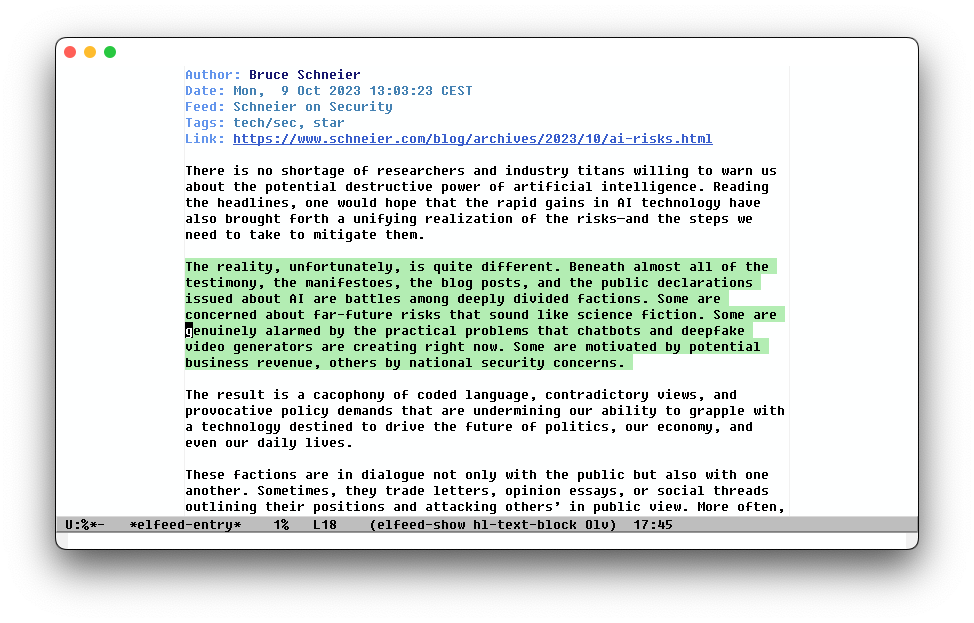 Author: Bruce Schneier
Date: Mon,  9 Oct 2023 13:03:23 CEST
Feed: Schneier on Security
Tags: tech/sec, star
Link: https://www.schneier.com/blog/archives/2023/10/ai-risks.html
There is no shortage of researchers and industry titans willing to warn us
about the potential destructive power of artificial intelligence. Reading
the headlines, one would hope that the rapid gains in AI technology have
also brought forth a unifying realization of the risks—and the steps we
need to take to mitigate them.
The reality, unfortunately, is quite different. Beneath almost all of the
testimony, the manifestoes, the blog posts, and the public declarations
issued about AI are battles among deeply divided factions. Some are
concerned about far-future risks that sound like science fiction. Some are
genuinely alarmed by the practical problems that chatbots and deepfake
video generators are creating right now. Some are motivated by potential
business revenue, others by national security concerns.
The result is a cacophony of coded language, contradictory views, and
provocative policy demands that are undermining our ability to grapple with
a technology destined to drive the future of politics, our economy, and
even our daily lives.
These factions are in dialogue not only with the public but also with one
another. Sometimes, they trade letters, opinion essays, or social threads
outlining their positions and attacking others’ in public view. More often,
U:%*-   *elfeed-entry*    1%   L18    (elfeed-show hl-text-block Olv)  17:45